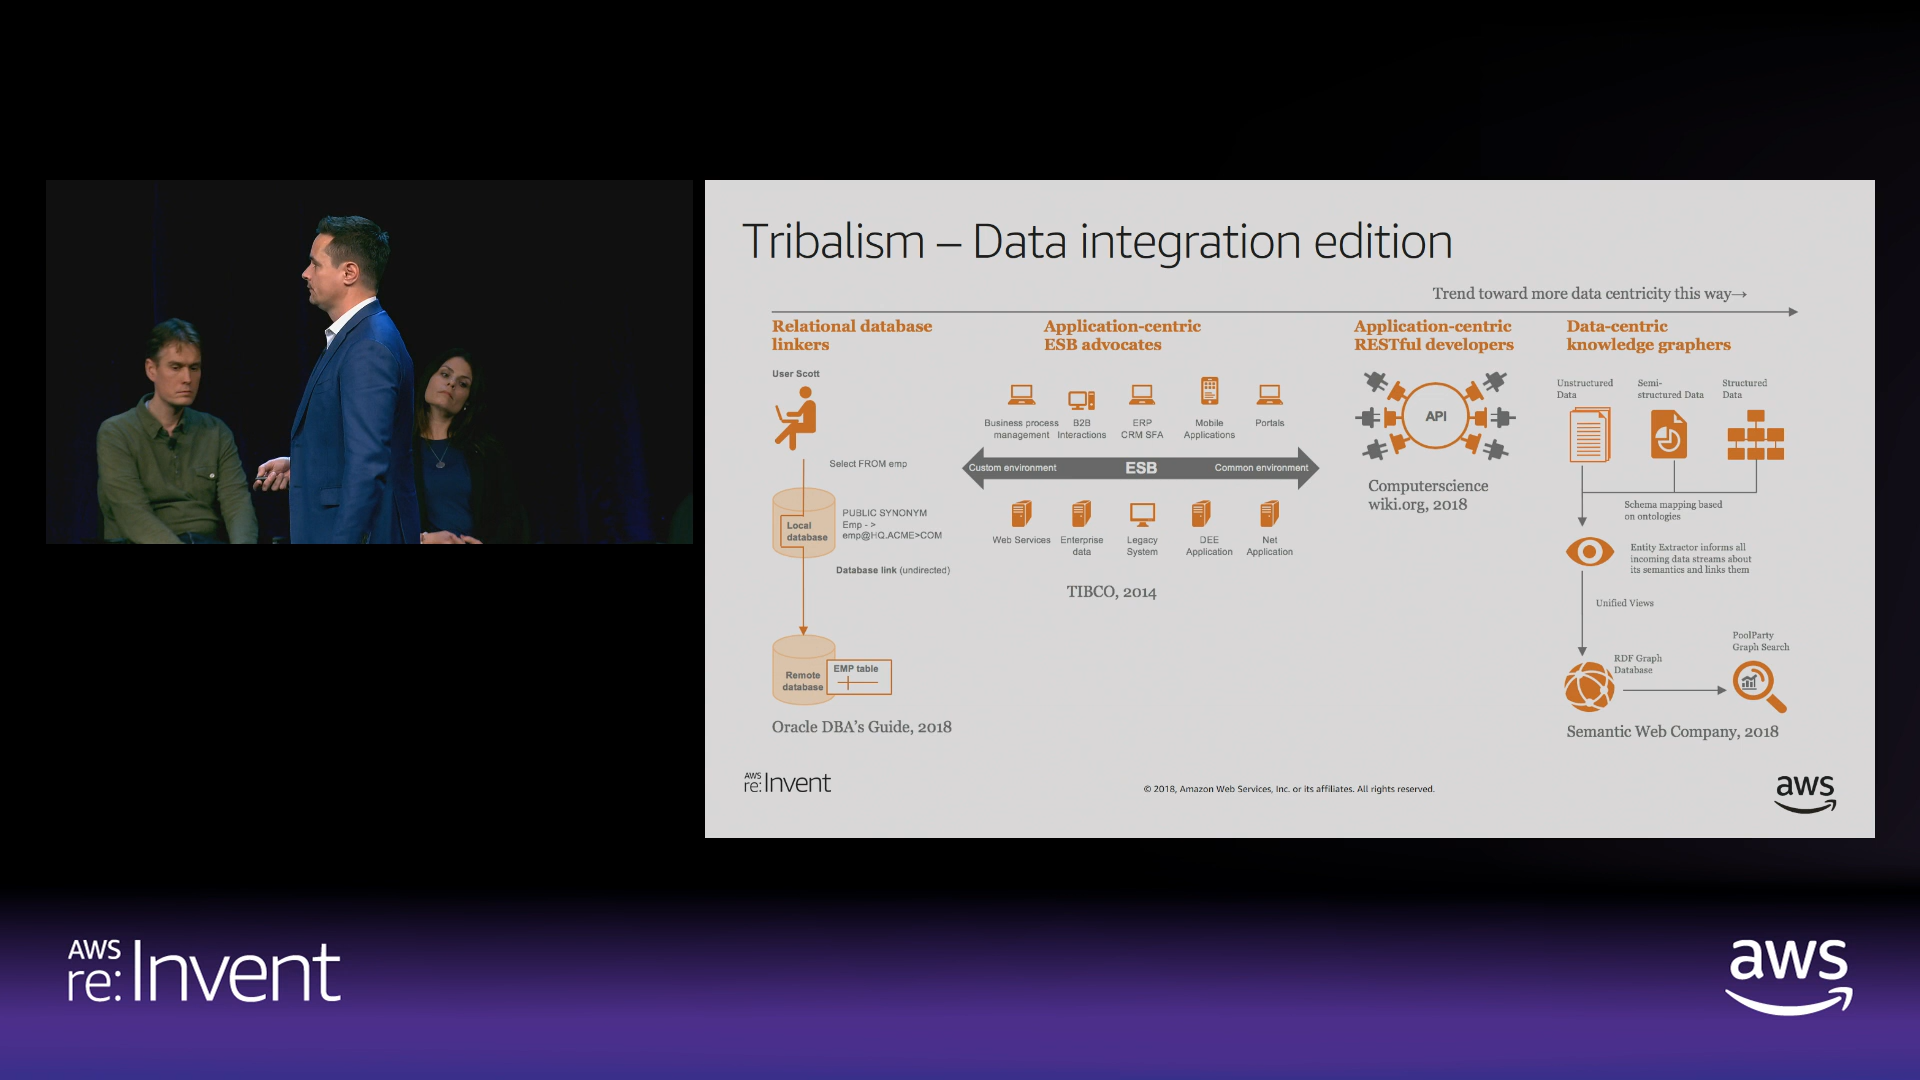 Tribalism – Data integration edition
Trend toward more data centricity this way→
Relational database
linkers
User Scott
Select FROM emp
Local
database
PUBLIC SYNONYM
Emp - >
emp@HQ.ACME>COM
Database link (undirected)
Remote
database
EMP table
Oracle DBA's Guide, 2018
Application-centric
ESB advocates
Business process
management
B2B
Interactions
ERP
CRM SFA
Mobile
Applications
Portals
Custom environment
ESB
Common environment
Web Services
Enterprise
data
Legacy
System
DEE
Application
Net
Application
TIBCO, 2014
Application-centric
RESTful developers
API
Computerscience
wiki.org, 2018
Data-centric
knowledge graphers
Unstructured
Data
Semi-
structured Data
Structured
Data
Schema mapping based
on ontologies
Entity Extractor informs all
incoming data streams about
its semantics and links them
Unified Views
RDF Graph
Database
PoolParty
Graph Search
Semantic Web Company, 2018
AWS
re:Invent
© 2018, Amazon Web Services, Inc. or its affiliates. All rights reserved.
aws
AWS
re:Invent
aws